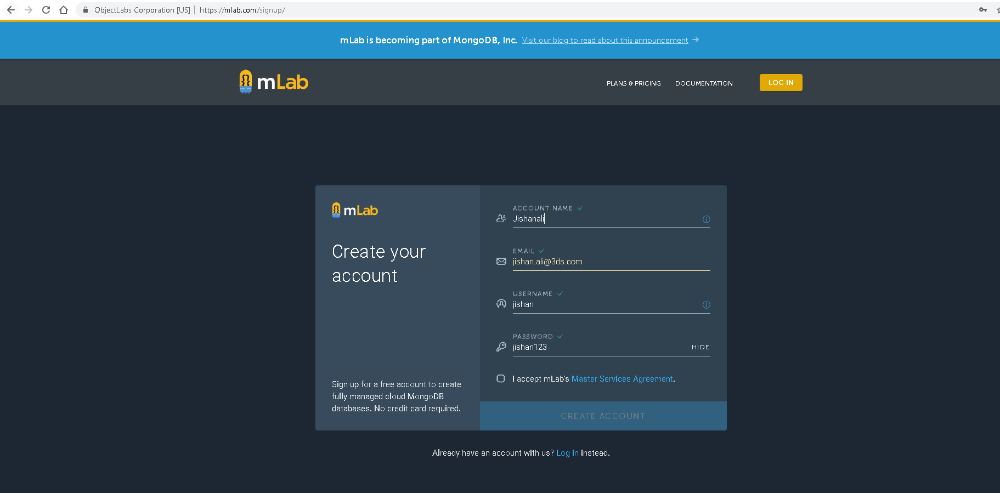 ObjectLabs Corporation [US] | https://mlab.com/signup/
mLab is becoming part of MongoDB, Inc. Visit our blog to read about this announcement →
mLab
PLANS & PRICING
DOCUMENTATION
LOG IN
mLab
Create your
account
Sign up for a free account to create
fully managed cloud MongoDB
databases. No credit card required.
ACCOUNT NAME
Jishanali
EMAIL
jishan.ali@3ds.com
USERNAME
jishan
PASSWORD
jishan123
HIDE
I accept mLab's Master Services Agreement.
CREATE ACCOUNT
Already have an account with us? Log in instead.